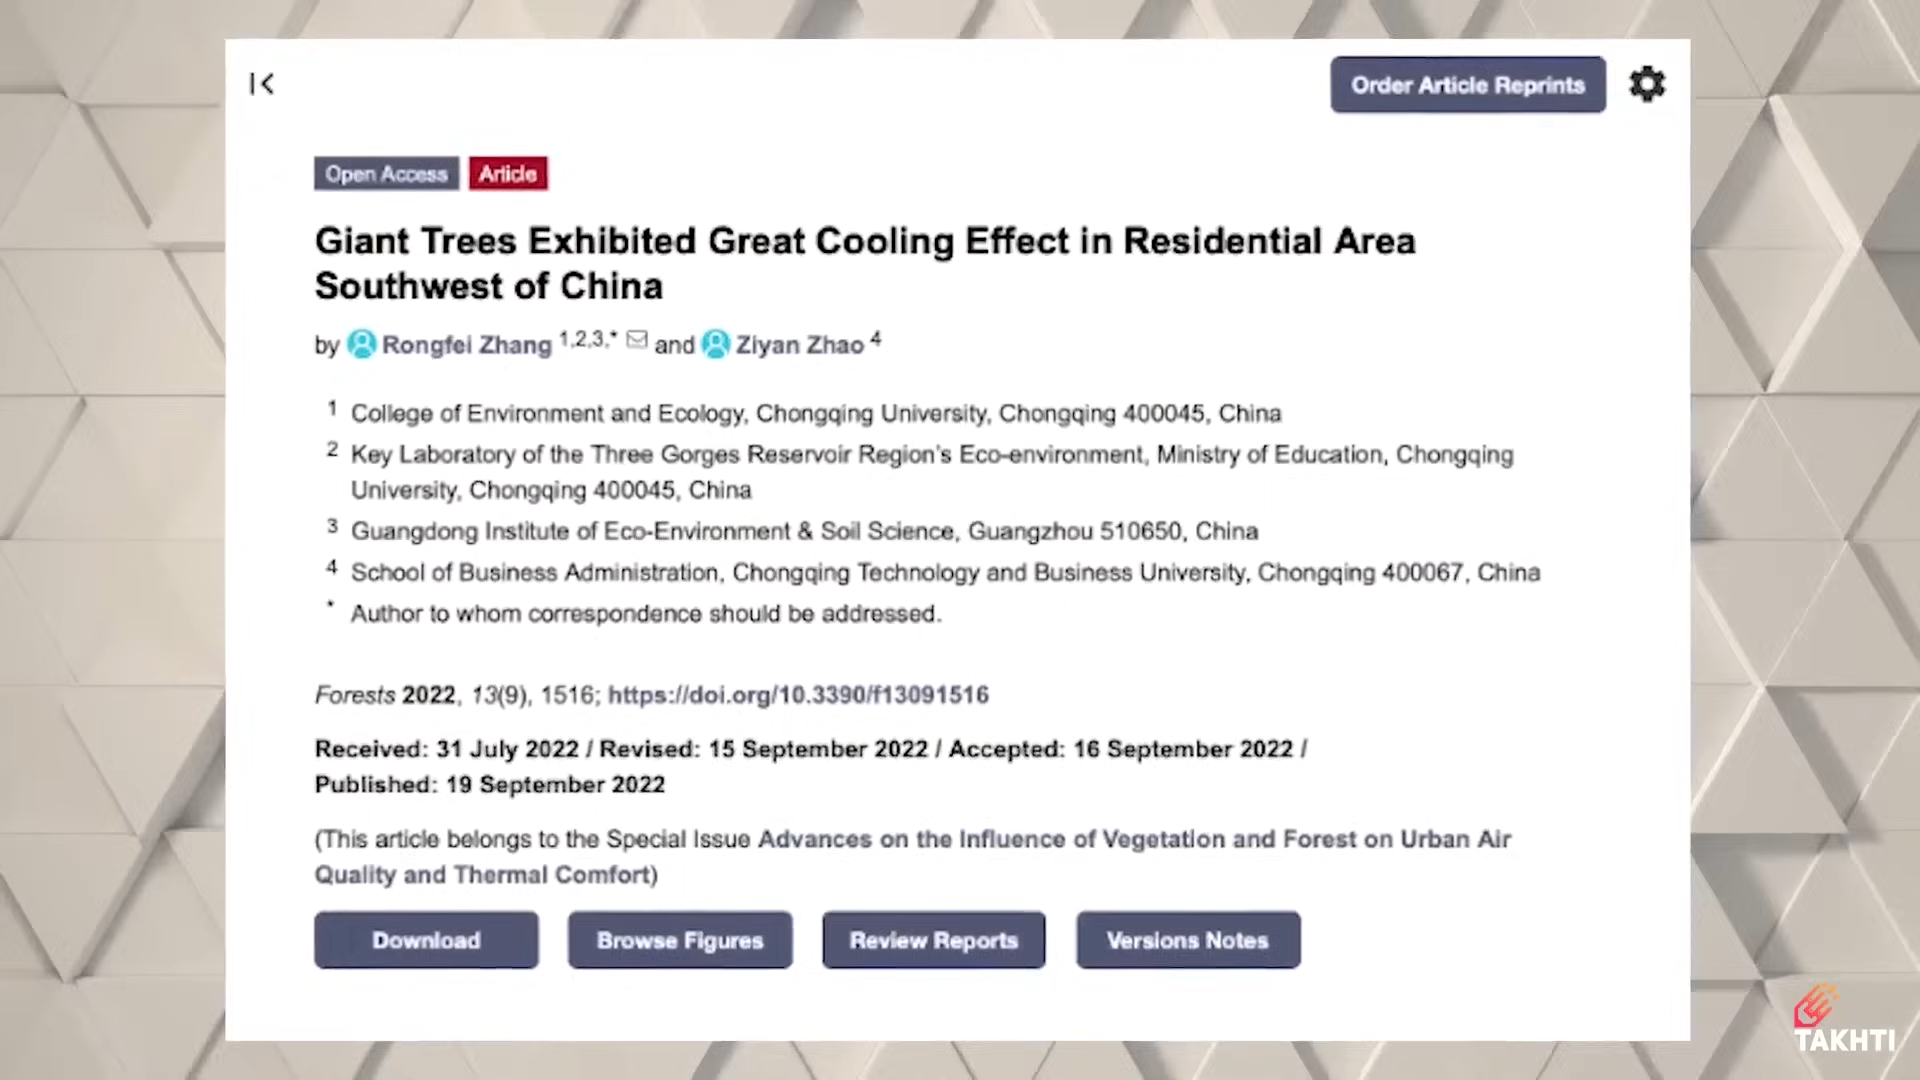 Order Article Reprints
Open Access Article
Giant Trees Exhibited Great Cooling Effect in Residential Area
Southwest of China
by Rongfei Zhang 1,2,3,* and Ziyan Zhao 4
1 College of Environment and Ecology, Chongqing University, Chongqing 400045, China
2 Key Laboratory of the Three Gorges Reservoir Region's Eco-environment, Ministry of Education, Chongqing
University, Chongqing 400045, China
3 Guangdong Institute of Eco-Environment & Soil Science, Guangzhou 510650, China
4 School of Business Administration, Chongqing Technology and Business University, Chongqing 400067, China
* Author to whom correspondence should be addressed.
Forests 2022, 13(9), 1516; https://doi.org/10.3390/f13091516
Received: 31 July 2022 / Revised: 15 September 2022 / Accepted: 16 September 2022 /
Published: 19 September 2022
(This article belongs to the Special Issue Advances on the Influence of Vegetation and Forest on Urban Air
Quality and Thermal Comfort)
Download Browse Figures Review Reports Versions Notes
TAKHTI